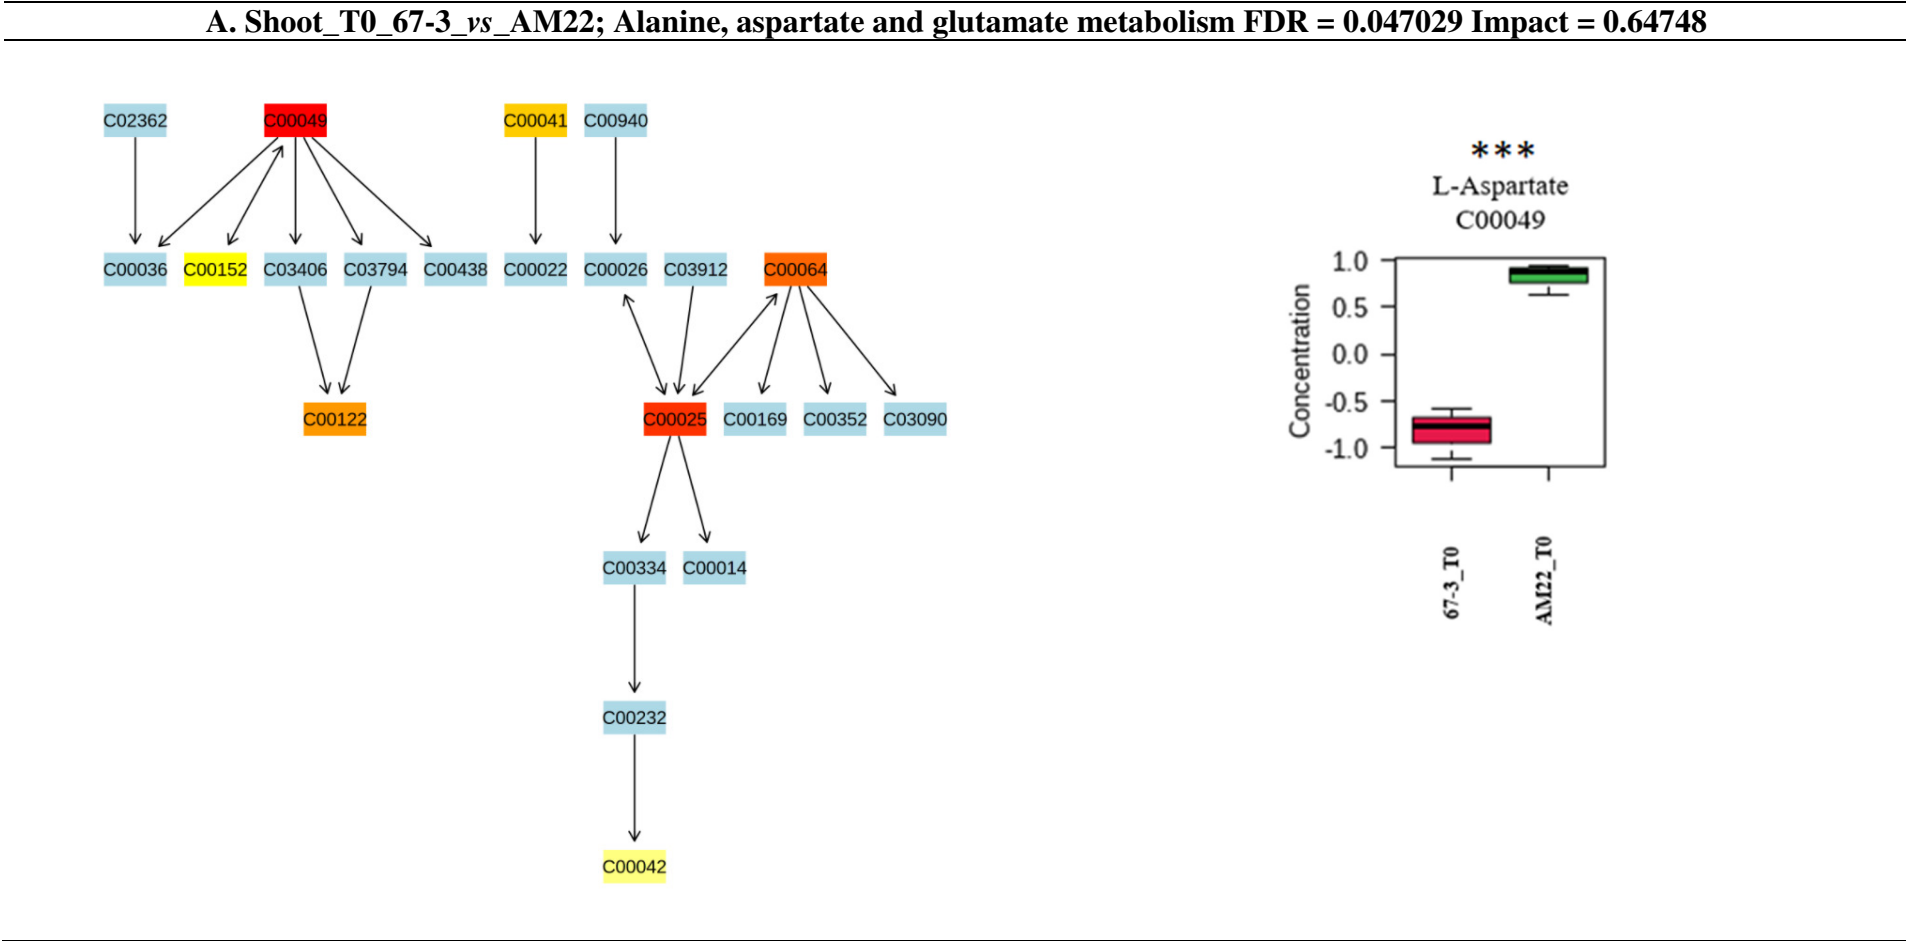 A. Shoot_T0_67-3_vs_AM22; Alanine, aspartate and glutamate metabolism FDR = 0.047029 Impact = 0.64748
C02362 C00049 C00041 C00940
C00036 C00152 C03406 C03794 C00438 C00022 C00026 C03912 C00064
C00122 C00025 C00169 C00352 C03090
C00334 C00014
C00232
C00042
***
L-Aspartate
C00049
Concentration
1.0
0.5
0.0
-0.5
-1.0
67-3_T0
AM22_T0